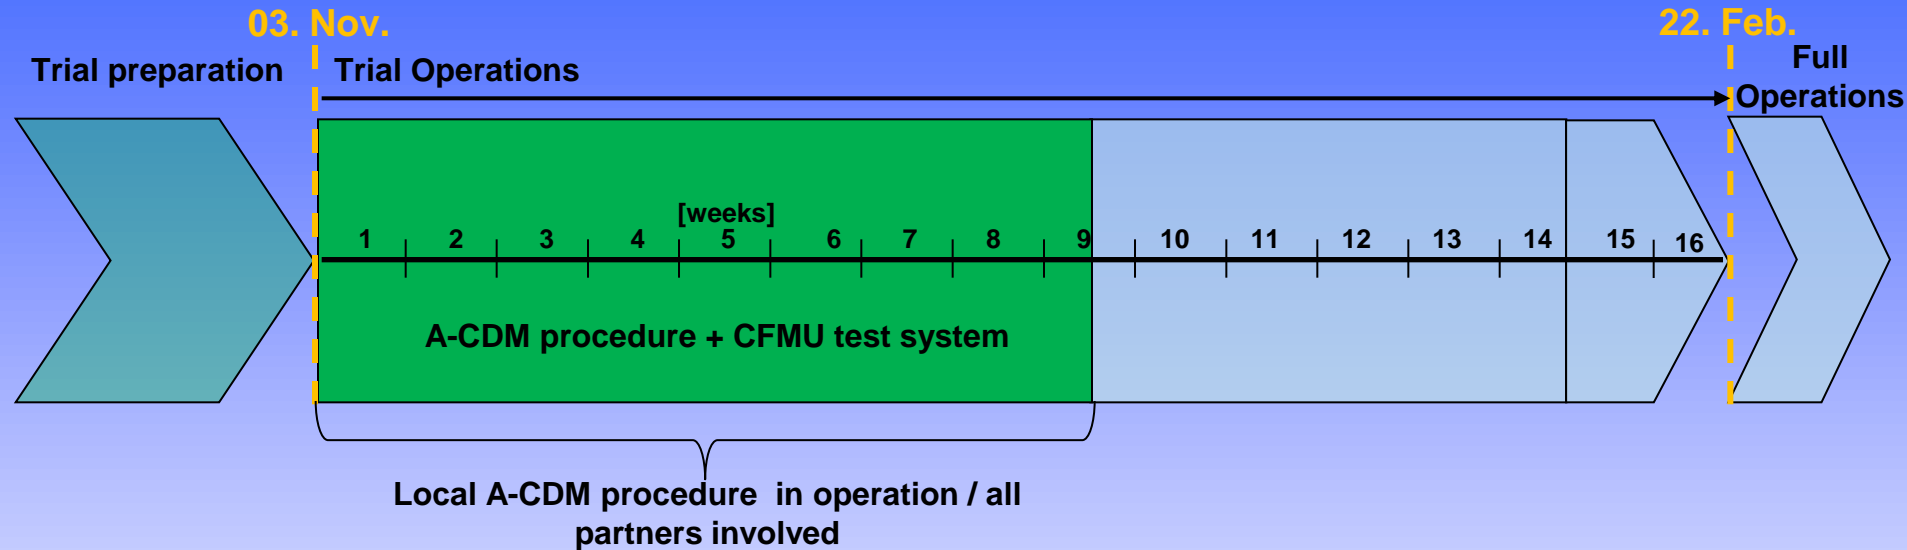 03. Nov.
22. Feb.
Trial preparation
Trial Operations
Full
Operations
[weeks]
1 2 3 4 5 6 7 8 9 10 11 12 13 14 15 16
A-CDM procedure + CFMU test system
Local A-CDM procedure in operation / all
partners involved